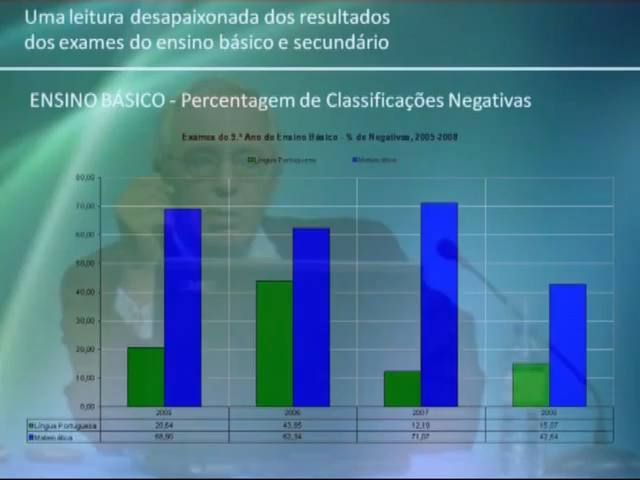 Uma leitura desapaixonada dos resultados
dos exames do ensino básico e secundário
ENSINO BÁSICO - Percentagem de Classificações Negativas
Exames do 9.º Ano do Ensino Básico - % de Negativas, 2005-2008
Língua Portuguesa Matemática
80,00
70,00
60,00
50,00
40,00
30,00
20,00
10,00
0,00
2005 2006 2007 2008
Língua Portuguesa 20,64 43,85 12,19 15,07
Matemática 68,90 62,34 71,07 42,64